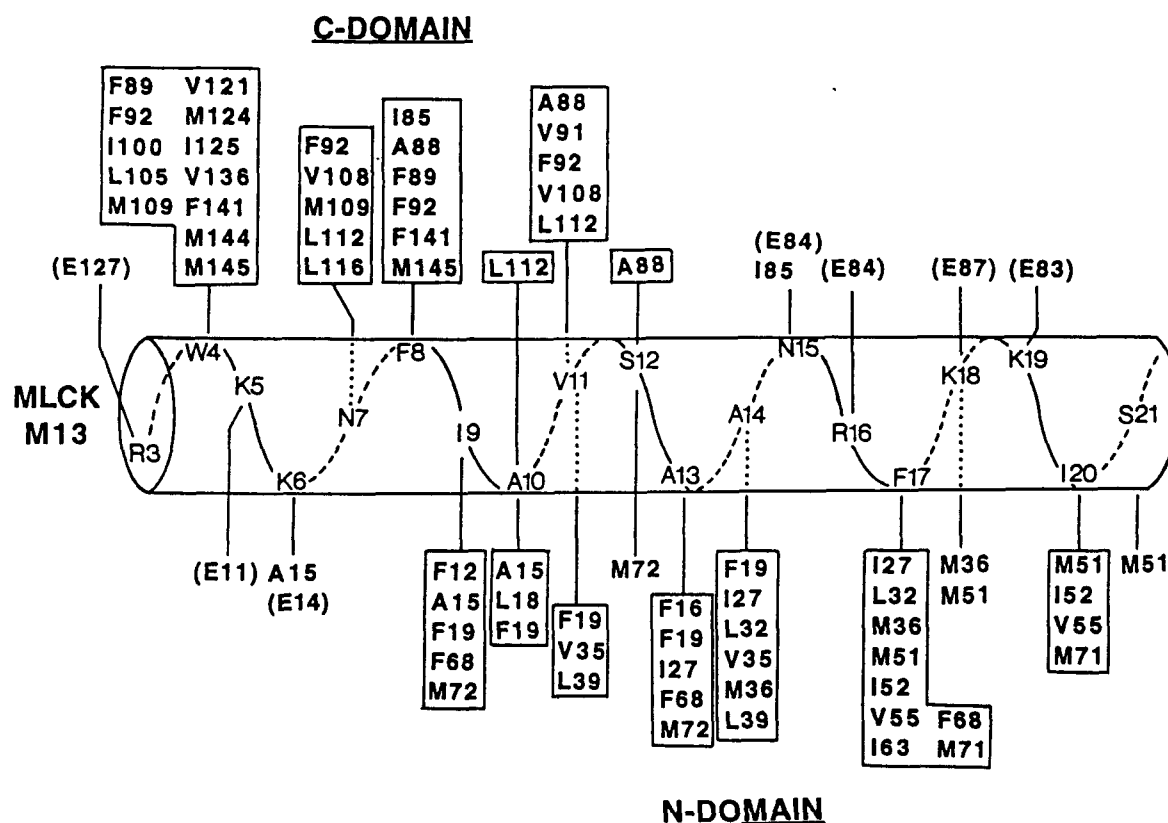 C-DOMAIN
F89 V121
F92 M124
I100 I125
L105 V136
M109 F141
M144
M145
F92
V108
M109
L112
L116
I85
A88
F89
F92
F141
M145
L112
A88
V91
F92
V108
L112
A88
(E127)
(E84)
I85
(E84)
(E87)
(E83)
MLCK
M13
R3
W4
K5
K6
N7
F8
I9
A10
V11
S12
A13
A14
N15
R16
F17
K18
K19
I20
S21
(E11)
A15
(E14)
F12
A15
F19
F68
M72
A15
L18
F19
F19
V35
L39
M72
F16
F19
I27
F68
M72
F19
I27
L32
V35
M36
L39
I27
L32
M36
M51
I52
V55 F68
I63 M71
M36
M51
M51
I52
V55
M71
M51
N-DOMAIN